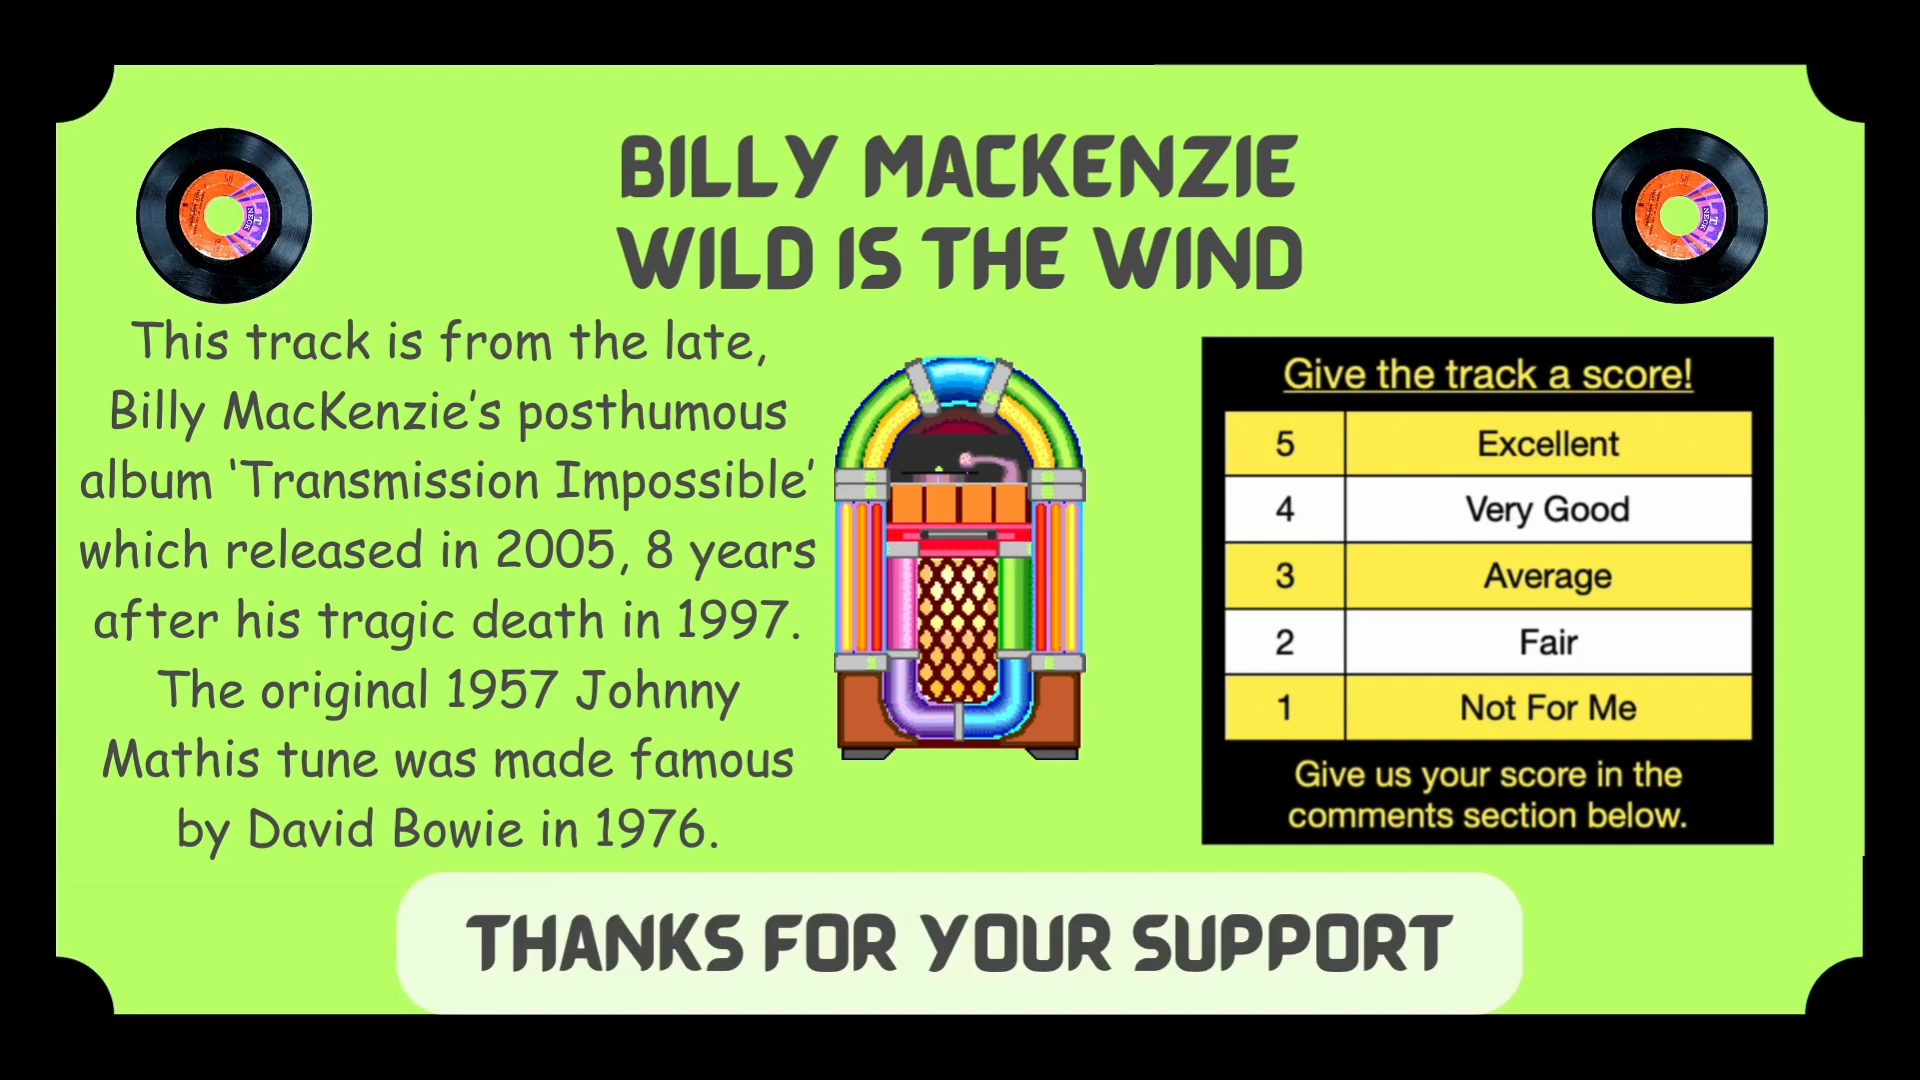 BILLY MACKENZIE
WILD IS THE WIND
This track is from the late,
Billy MacKenzie’s posthumous
album ‘Transmission Impossible’
which released in 2005, 8 years
after his tragic death in 1997.
The original 1957 Johnny
Mathis tune was made famous
by David Bowie in 1976.
Give the track a score!
5 Excellent
4 Very Good
3 Average
2 Fair
1 Not For Me
Give us your score in the
comments section below.
THANKS FOR YOUR SUPPORT